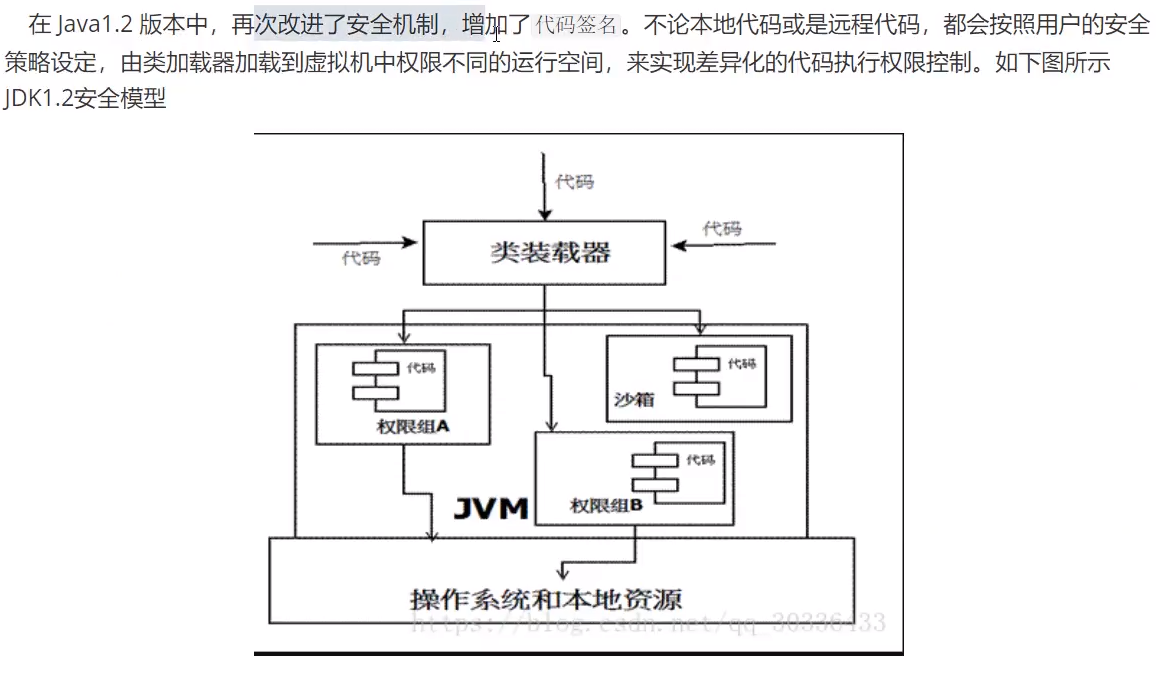 在 Java1.2 版本中，再次改进了安全机制，增加了 代码签名 。不论本地代码或是远程代码，都会按照用户的安全
策略设定，由类加载器加载到虚拟机中权限不同的运行空间，来实现差异化的代码执行权限控制。如下图所示
JDK1.2安全模型
代码
代码
类装载器
代码
代码
代码
沙箱
权限组A
代码
权限组B
JVM
操作系统和本地资源
https://blog.csdn.net/qq_30336433